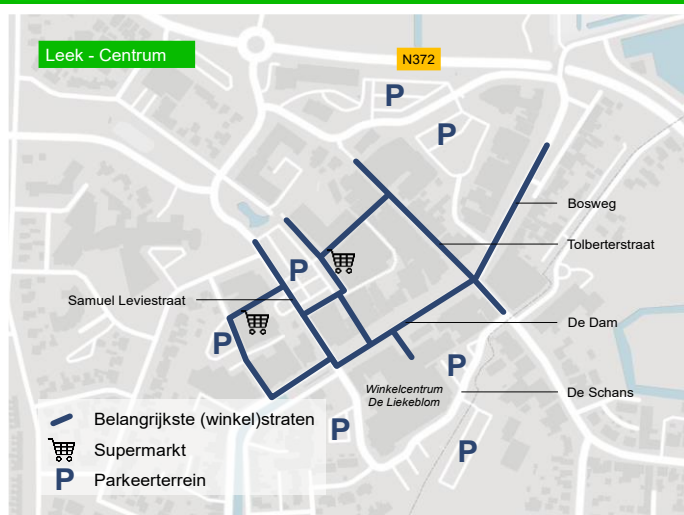 Leek - Centrum
N372
P
P
Bosweg
Tolberterstraat
P
Samuel Leviestraat
De Dam
P
P
Winkelcentrum
De Liekeblom
De Schans
P
P
Belangrijkste (winkel)straten
Supermarkt
P Parkeerterrein